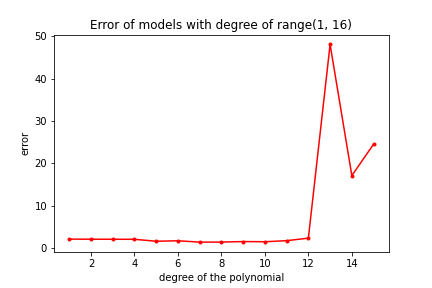 Error of models with degree of range(1, 16)
50
40
30
20
10
0
error
2 4 6 8 10 12 14
degree of the polynomial